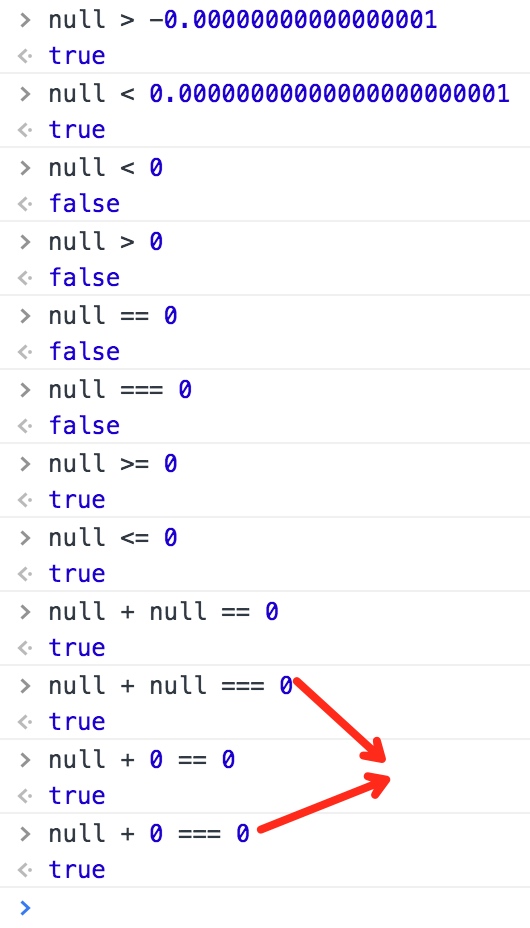 > null > -0.00000000000000001
<· true
> null < 0.00000000000000000000001
<· true
> null < 0
<· false
> null > 0
<· false
> null == 0
<· false
> null === 0
<· false
> null >= 0
<· true
> null <= 0
<· true
> null + null == 0
<· true
> null + null === 0
<· true
> null + 0 == 0
<· true
> null + 0 === 0
<· true
>